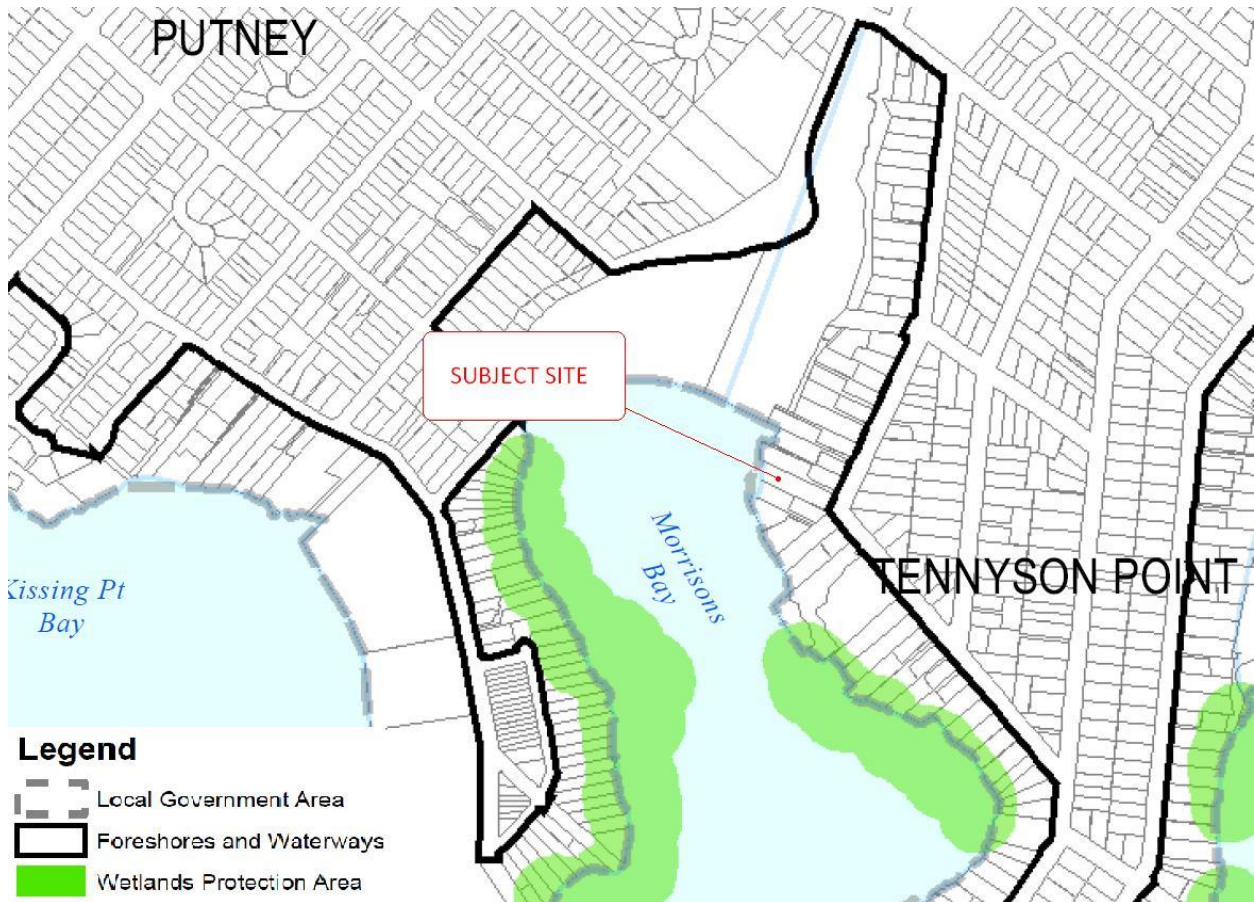 PUTNEY
SUBJECT SITE
Morrisons
Bay
TENNYSON POINT
Kissing Pt
Bay
Legend
Local Government Area
Foreshores and Waterways
Wetlands Protection Area